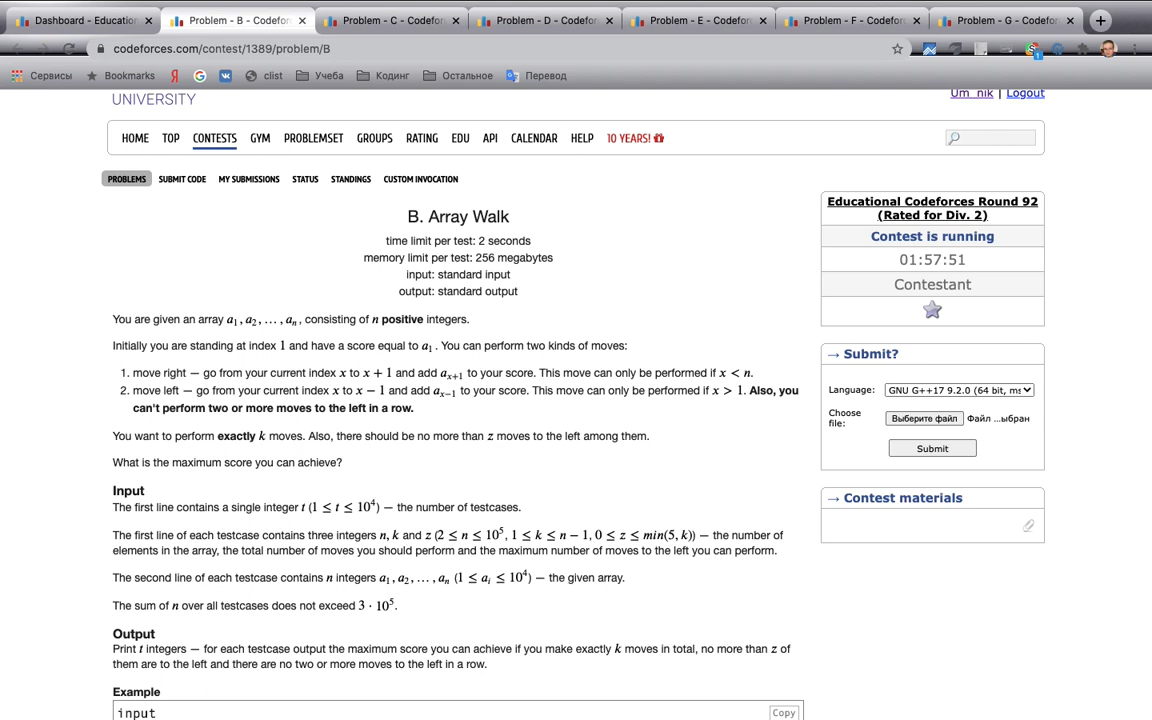 Dashboard - Education
Problem - B - Codefor
Problem - C - Codefor
Problem - D - Codefor
Problem - E - Codefor
Problem - F - Codefor
Problem - G - Codefor
codeforces.com/contest/1389/problem/B
Сервисы Bookmarks clist Учеба Кодинг Остальное Перевод
UNIVERSITY
Um_nik | Logout
HOME TOP CONTESTS GYM PROBLEMSET GROUPS RATING EDU API CALENDAR HELP 10 YEARS!
PROBLEMS SUBMIT CODE MY SUBMISSIONS STATUS STANDINGS CUSTOM INVOCATION
B. Array Walk
time limit per test: 2 seconds
memory limit per test: 256 megabytes
input: standard input
output: standard output
You are given an array a₁, a₂, …, aₙ, consisting of n positive integers.
Initially you are standing at index 1 and have a score equal to a₁. You can perform two kinds of moves:
1. move right — go from your current index x to x + 1 and add aₓ₊₁ to your score. This move can only be performed if x < n.
2. move left — go from your current index x to x − 1 and add aₓ₋₁ to your score. This move can only be performed if x > 1. Also, you
can't perform two or more moves to the left in a row.
You want to perform exactly k moves. Also, there should be no more than z moves to the left among them.
What is the maximum score you can achieve?
Input
The first line contains a single integer t (1 ≤ t ≤ 10⁴) — the number of testcases.
The first line of each testcase contains three integers n, k and z (2 ≤ n ≤ 10⁵, 1 ≤ k ≤ n − 1, 0 ≤ z ≤ min(5, k)) — the number of
elements in the array, the total number of moves you should perform and the maximum number of moves to the left you can perform.
The second line of each testcase contains n integers a₁, a₂, …, aₙ (1 ≤ aᵢ ≤ 10⁴) — the given array.
The sum of n over all testcases does not exceed 3 · 10⁵.
Output
Print t integers — for each testcase output the maximum score you can achieve if you make exactly k moves in total, no more than z of
them are to the left and there are no two or more moves to the left in a row.
Example
input
Copy
Educational Codeforces Round 92
(Rated for Div. 2)
Contest is running
01:57:51
Contestant
→ Submit?
Language: GNU G++17 9.2.0 (64 bit, ms
Choose
file: Выберите файл Файл ...ыбран
Submit
→ Contest materials